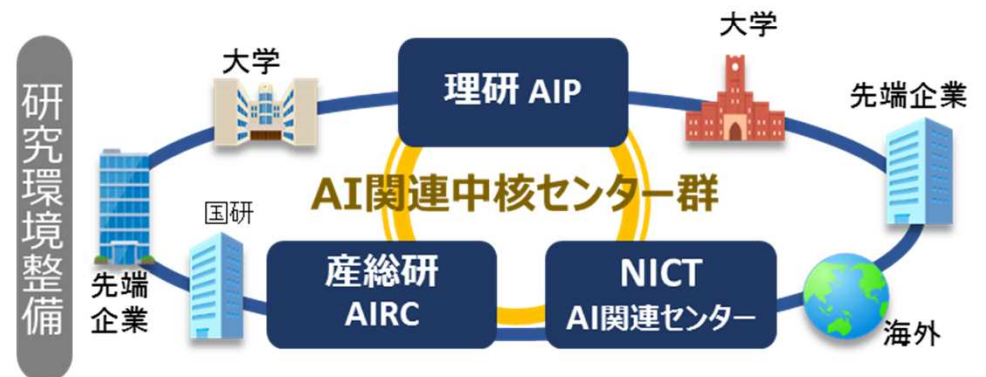 研究環境整備
大学
理研 AIP
大学
先端企業
AI関連中核センター群
国研
先端
企業
産総研
AIRC
NICT
AI関連センター
海外